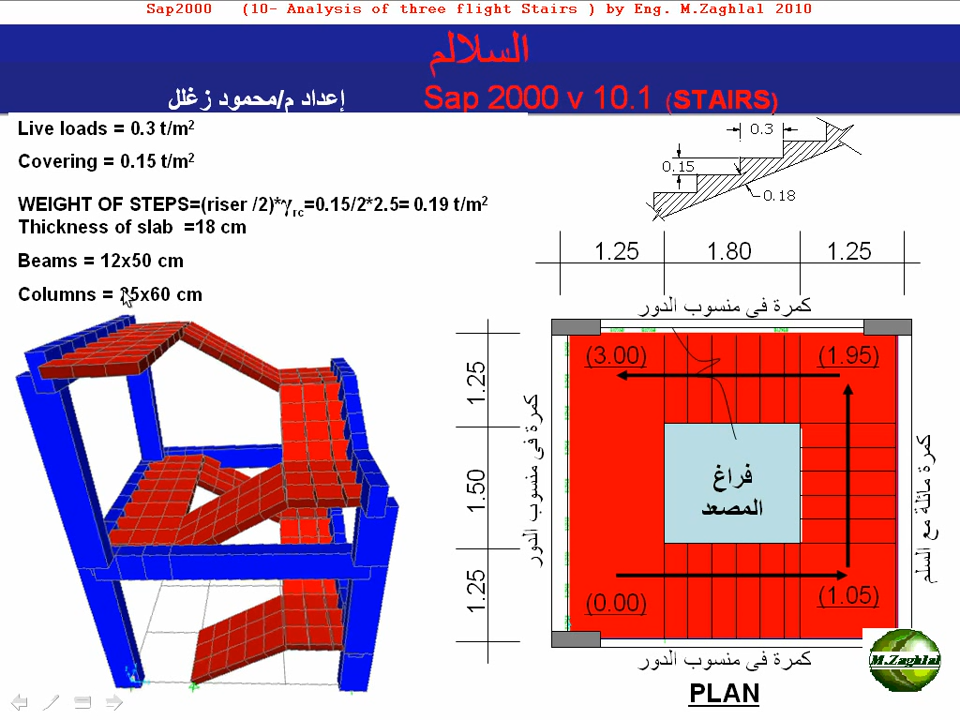 Sap2000 (10- Analysis of three flight Stairs ) by Eng. M.Zaghlal 2010
السلالم
إعداد م/محمود زغلل
Sap 2000 v 10.1 (STAIRS)
Live loads = 0.3 t/m²
Covering = 0.15 t/m²
WEIGHT OF STEPS=(riser /2)*γrc=0.15/2*2.5= 0.19 t/m²
Thickness of slab =18 cm
Beams = 12x50 cm
Columns = 25x60 cm
0.3
0.15
0.18
1.25 1.80 1.25
كمرة فى منسوب الدور
(3.00) (1.95)
1.25
1.50
1.25
كمرة فى منسوب الدور
فراغ
المصعد
كمرة مائلة مع السلم
(0.00) (1.05)
كمرة فى منسوب الدور
PLAN
M.Zaghlal